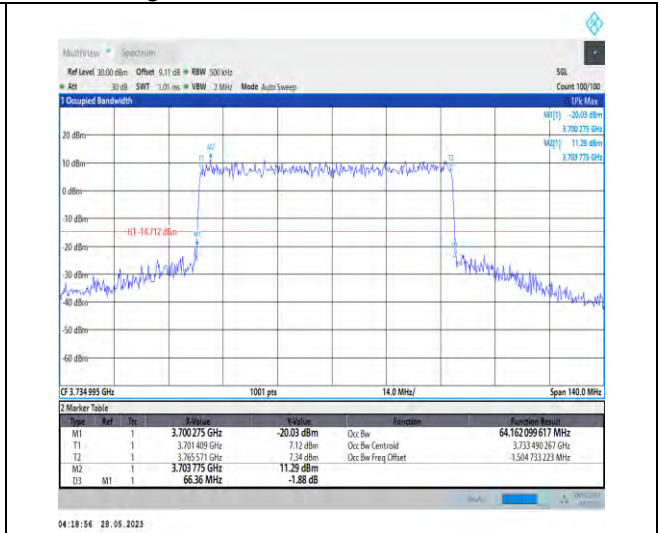 MultiView Spectrum
Ref Level 30.00 dBm Offset 9.11 dB RBW 500 kHz SGL
Att 30 dB SWT 1.01 ms VBW 2 MHz Mode Auto Sweep Count 100/100
1 Occupied Bandwidth 1Pk Max
M1[1] -20.03 dBm
3.700 275 GHz
M2[1] 11.29 dBm
3.703 775 GHz
20 dBm
M2
T1 T2
10 dBm
0 dBm
-10 dBm
H1 -14.712 dBm
M1
-30 dBm
-40 dBm
-50 dBm
-60 dBm
CF 3.734 995 GHz 1001 pts 14.0 MHz/ Span 140.0 MHz
2 Marker Table
Type Ref Trc X-Value Y-Value Function Function Result
M1 1 3.700 275 GHz -20.03 dBm Occ Bw 64.162 099 617 MHz
T1 1 3.701 409 GHz 7.12 dBm Occ Bw Centroid 3.733 490 267 GHz
T2 1 3.765 571 GHz 7.34 dBm Occ Bw Freq Offset -1.504 733 223 MHz
M2 1 3.703 775 GHz 11.29 dBm
D3 M1 1 66.36 MHz -1.88 dB
04:18:56 28.05.2023